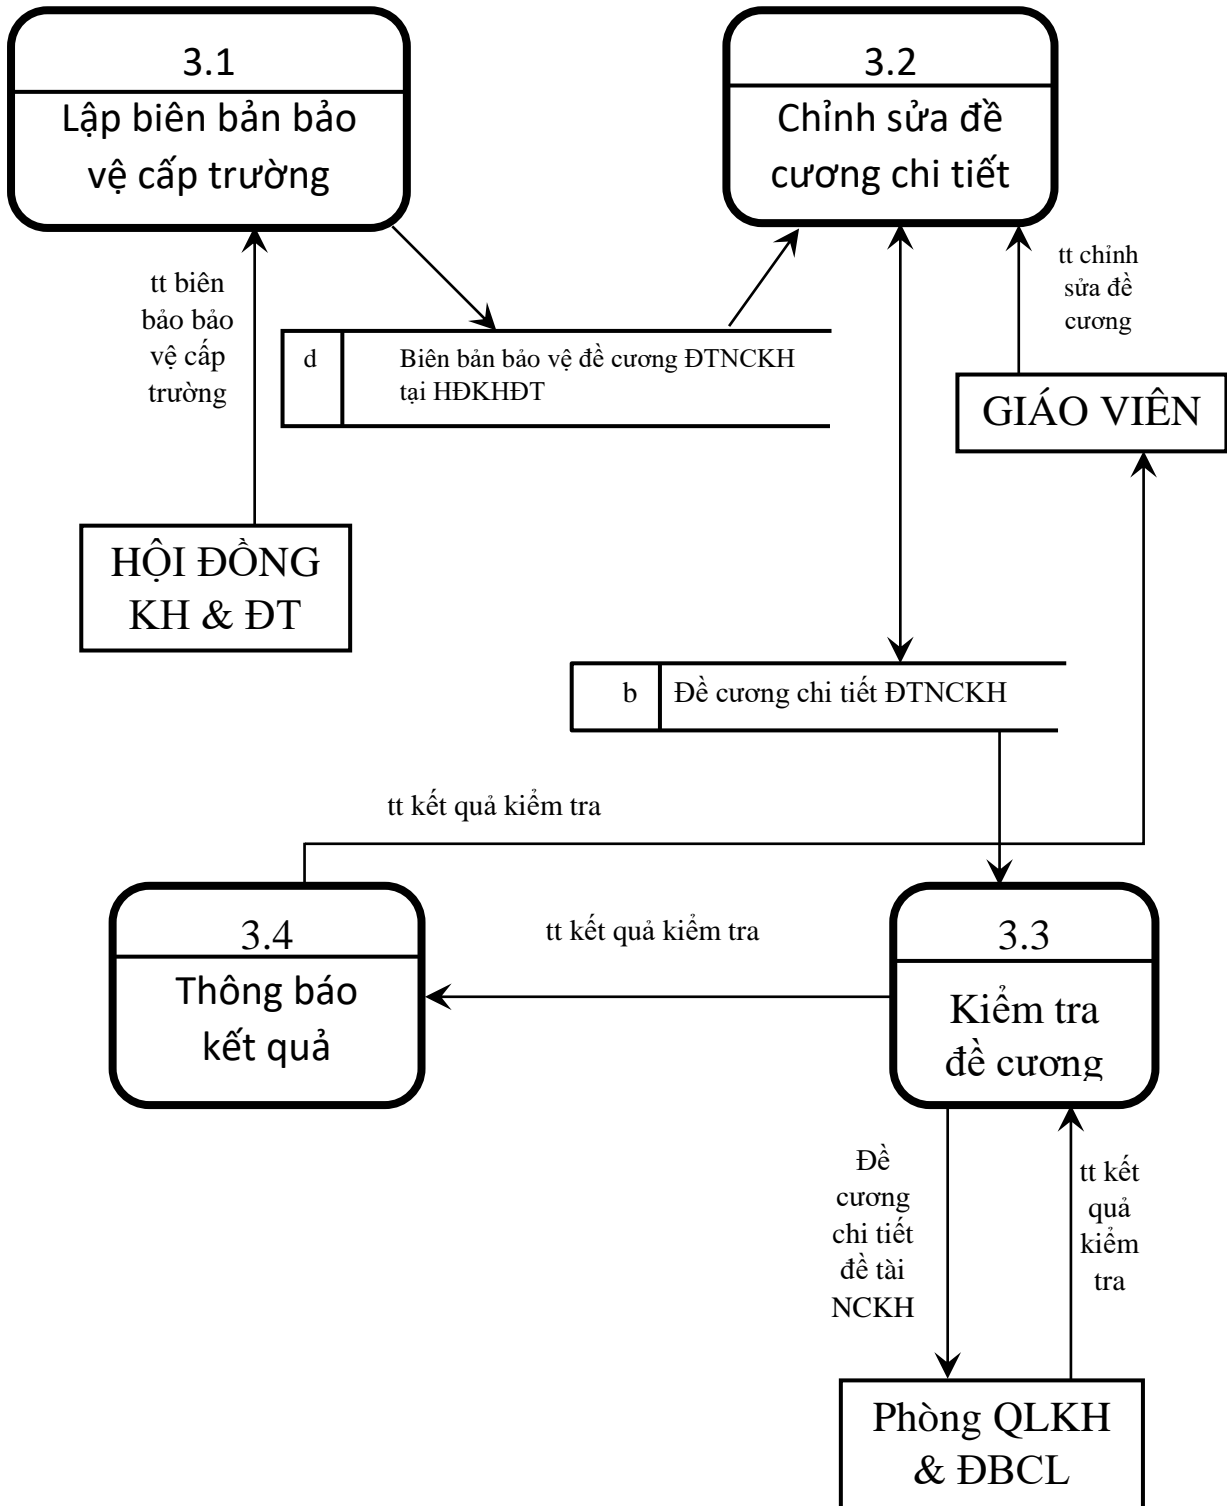 3.1
Lập biên bản bảo
vệ cấp trường
3.2
Chỉnh sửa đề
cương chi tiết
tt biên
bảo bảo
vệ cấp
trường
tt chỉnh
sửa đề
cương
d
Biên bản bảo vệ đề cương ĐTNCKH
tại HĐKHĐT
GIÁO VIÊN
HỘI ĐỒNG
KH & ĐT
b
Đề cương chi tiết ĐTNCKH
tt kết quả kiểm tra
3.4
Thông báo
kết quả
tt kết quả kiểm tra
3.3
Kiểm tra
đề cương
Đề
cương
chi tiết
đề tài
NCKH
tt kết
quả
kiểm
tra
Phòng QLKH
& ĐBCL